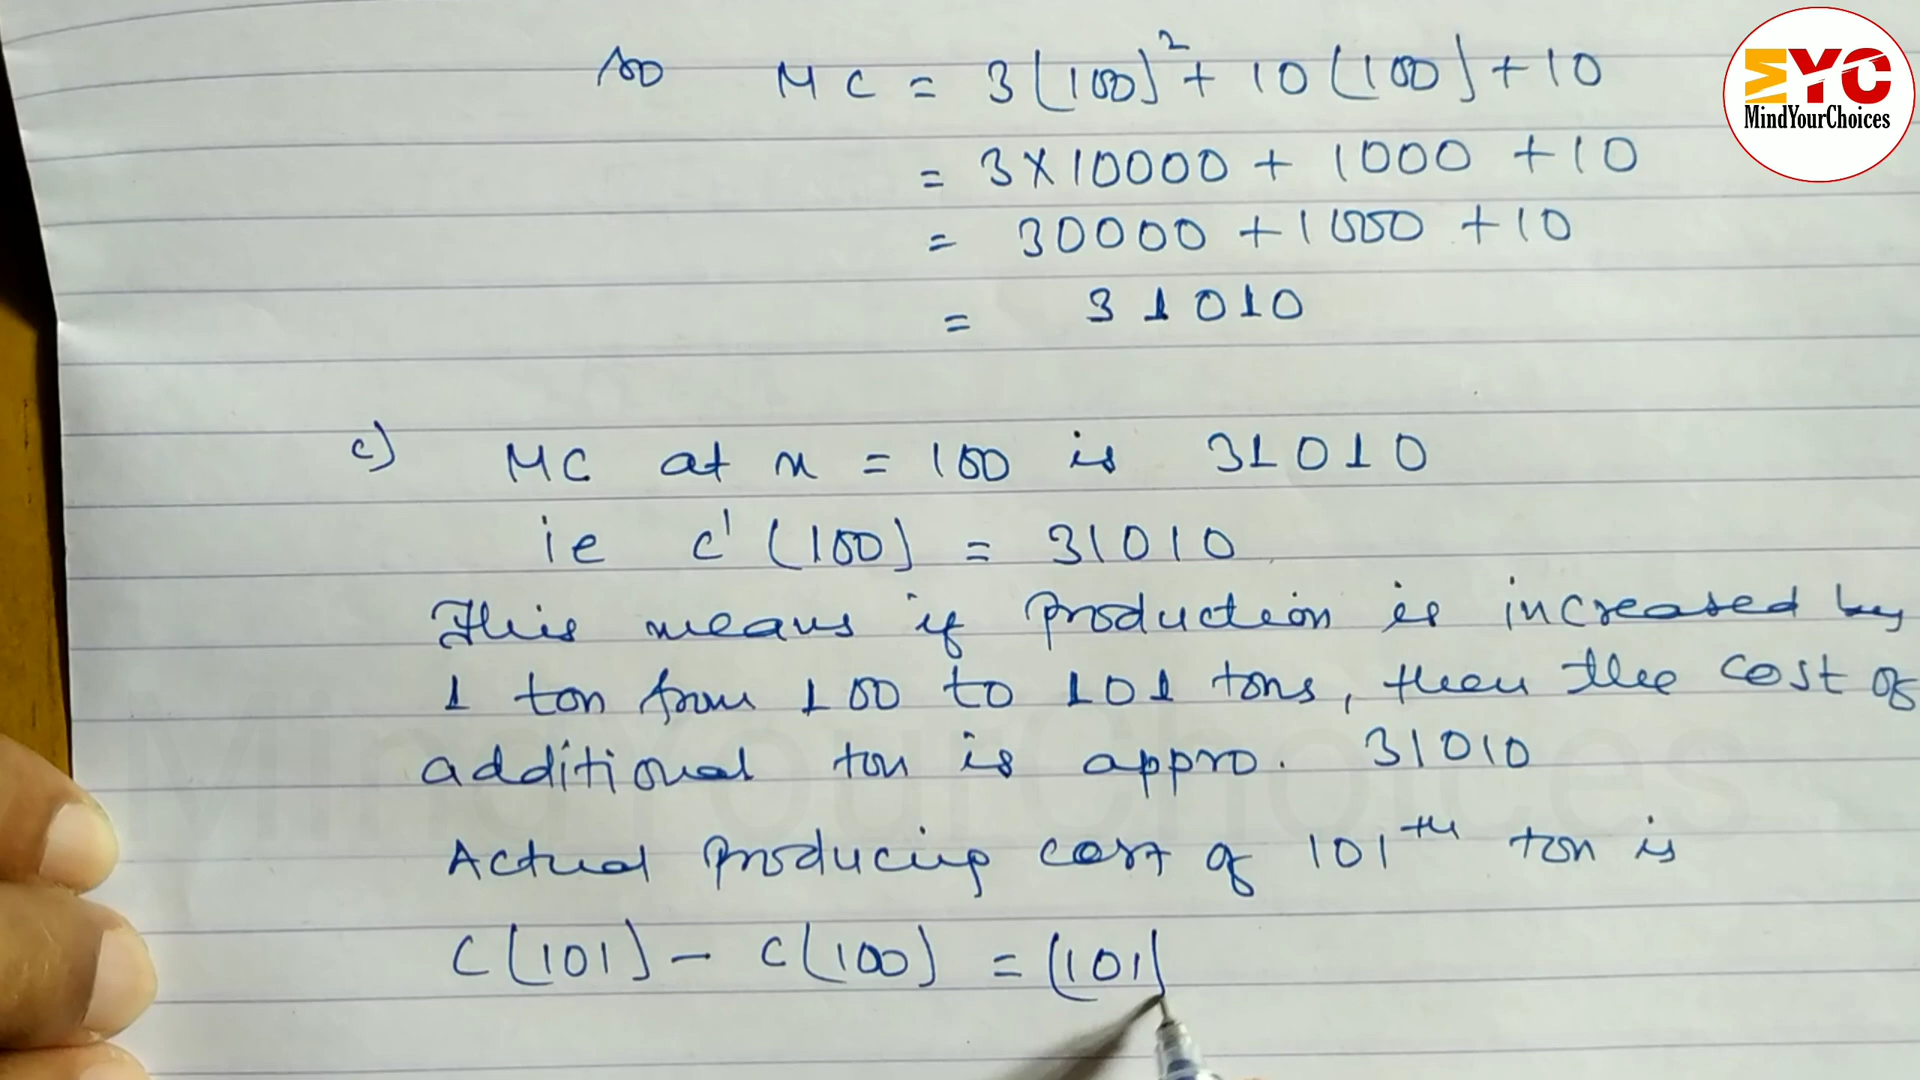 so MC = 3(100)² + 10(100) + 10
= 3×10000 + 1000 + 10
= 30000 + 1000 + 10
= 31010
c) MC at x = 100 is 31010
ie c'(100) = 31010
This means if production is increased by
1 ton from 100 to 101 tons, then the cost of
additional ton is appro. 31010
Actual producing cost of 101th ton is
C(101) - C(100) = (101)
MYC
MindYourChoices
MindYourChoices